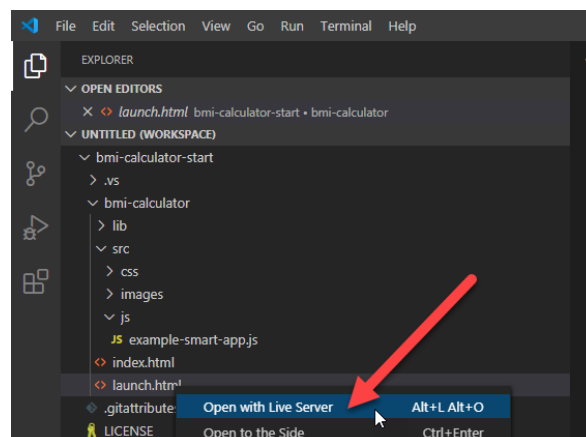 File Edit Selection View Go Run Terminal Help
EXPLORER
OPEN EDITORS
launch.html bmi-calculator-start • bmi-calculator
UNTITLED (WORKSPACE)
bmi-calculator-start
.vs
bmi-calculator
lib
src
css
images
js
JS example-smart-app.js
index.html
launch.html
.gitattribute
Open with Live Server Alt+L Alt+O
LICENSE
Open to the Side Ctrl+Enter